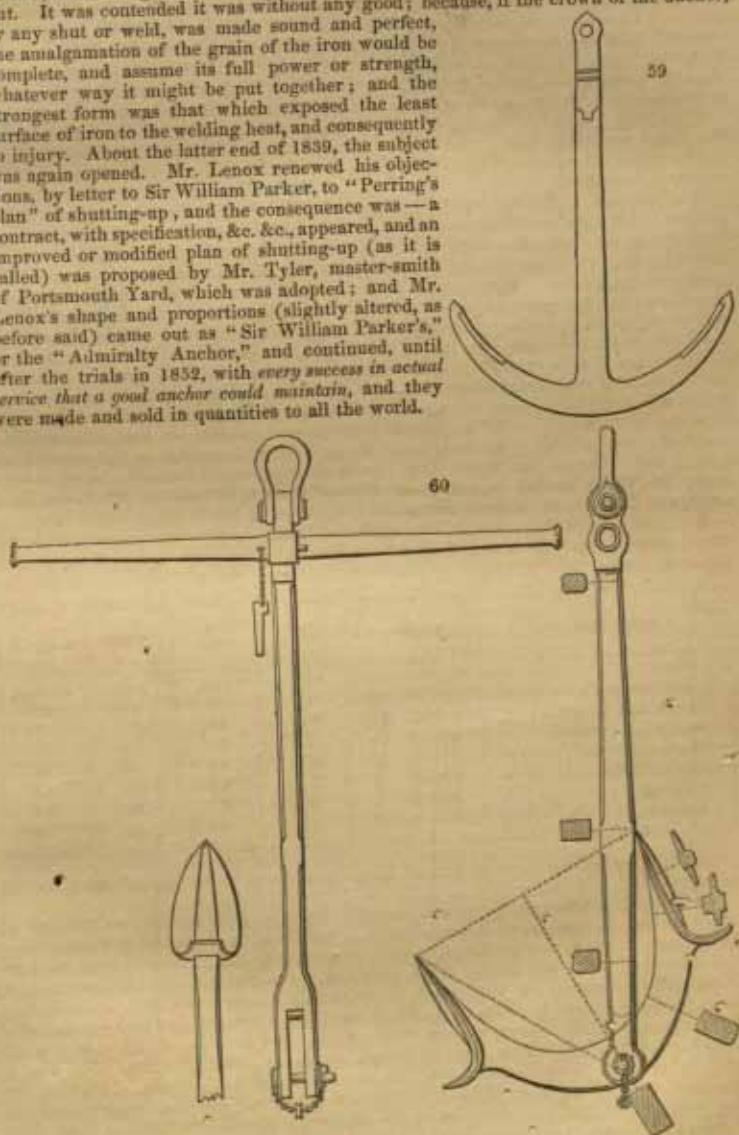 It was contended it was without any good; because, if the crown of the
or any shut or weld, was made sound and perfect,
the amalgamation of the grain of the iron would be
complete, and assume its full power or strength,
whatever way it might be put together; and the
strongest form was that which exposed the least
surface of iron to the welding heat, and consequently
to injury. About the latter end of 1839, the subject
was again opened. Mr. Lenox renewed his objec-
ons, by letter to Sir William Parker, to “Perring's
plan” of shutting-up, and the consequence was—a
contract, with specification, &c. &c., appeared, and an
improved or modified plan of shutting-up (as it is
called) was proposed by Mr. Tyler, master-smith
of Portsmouth Yard, which was adopted; and Mr.
Lenox's shape and proportions (slightly altered, as
before said) came out as “Sir William Parker's,”
or the “Admiralty Anchor,” and continued, until
after the trials in 1852, with every success in actual
service that a good anchor could maintain, and they
were made and sold in quantities to all the world.
59
60